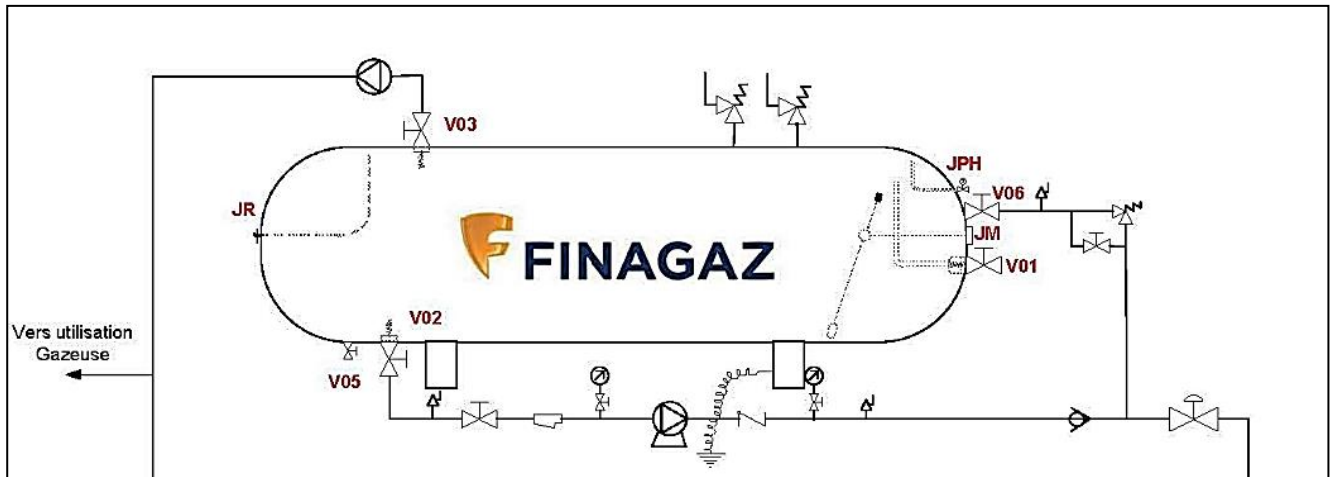 V03
JPH
V06
JR
JM
FINAGAZ
V01
V02
Vers utilisation
Gazeuse
V05